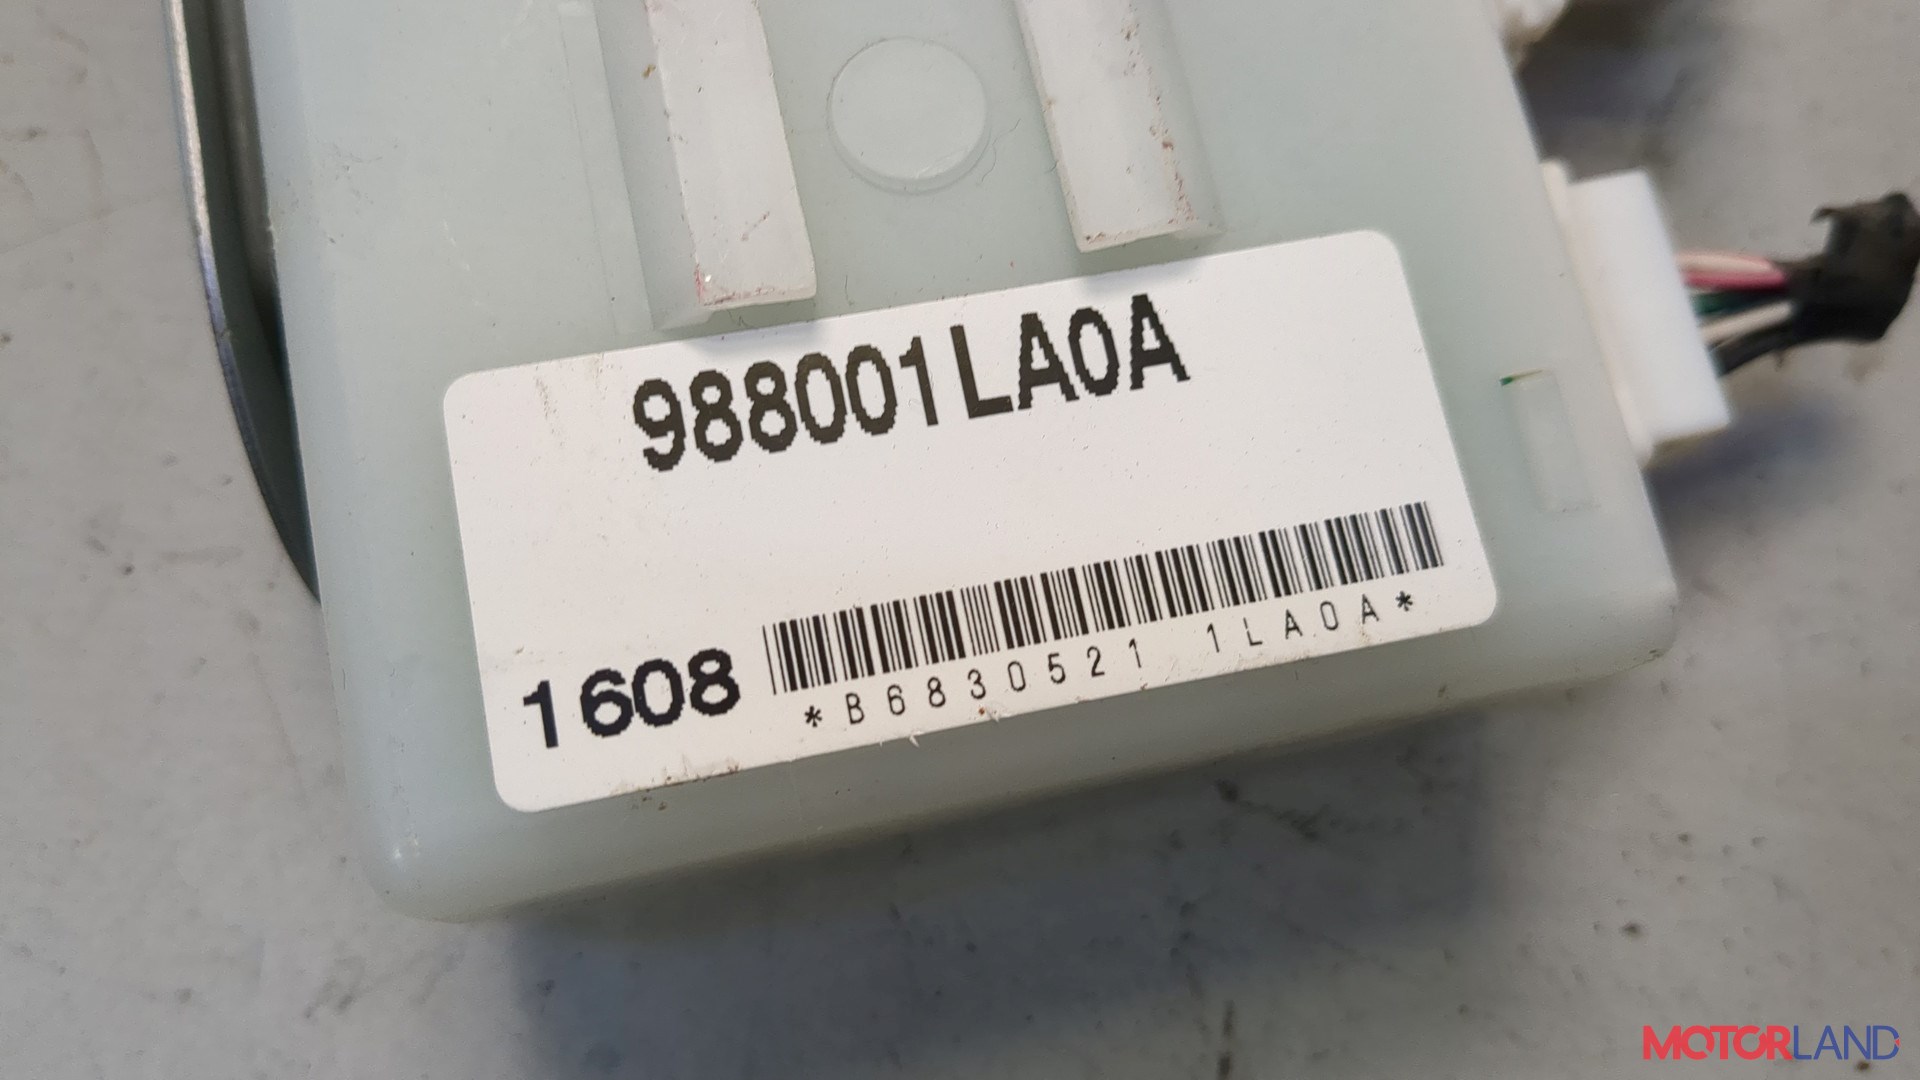 988001LA0A
1608
*B6830521 1LA0A*
MOTORLAND